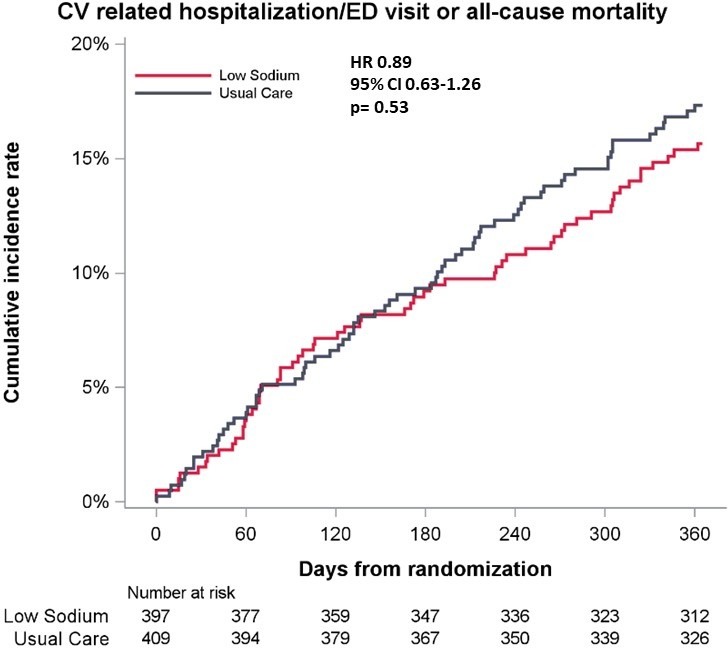 CV related hospitalization/ED visit or all-cause mortality
20%
HR 0.89
Low Sodium
95% CI 0.63-1.26
Usual Care
p= 0.53
15%
Cumulative incidence rate
10%
5%
0%
0 60 120 180 240 300 360
Days from randomization
Number at risk
Low Sodium 397 377 359 347 336 323 312
Usual Care 409 394 379 367 350 339 326